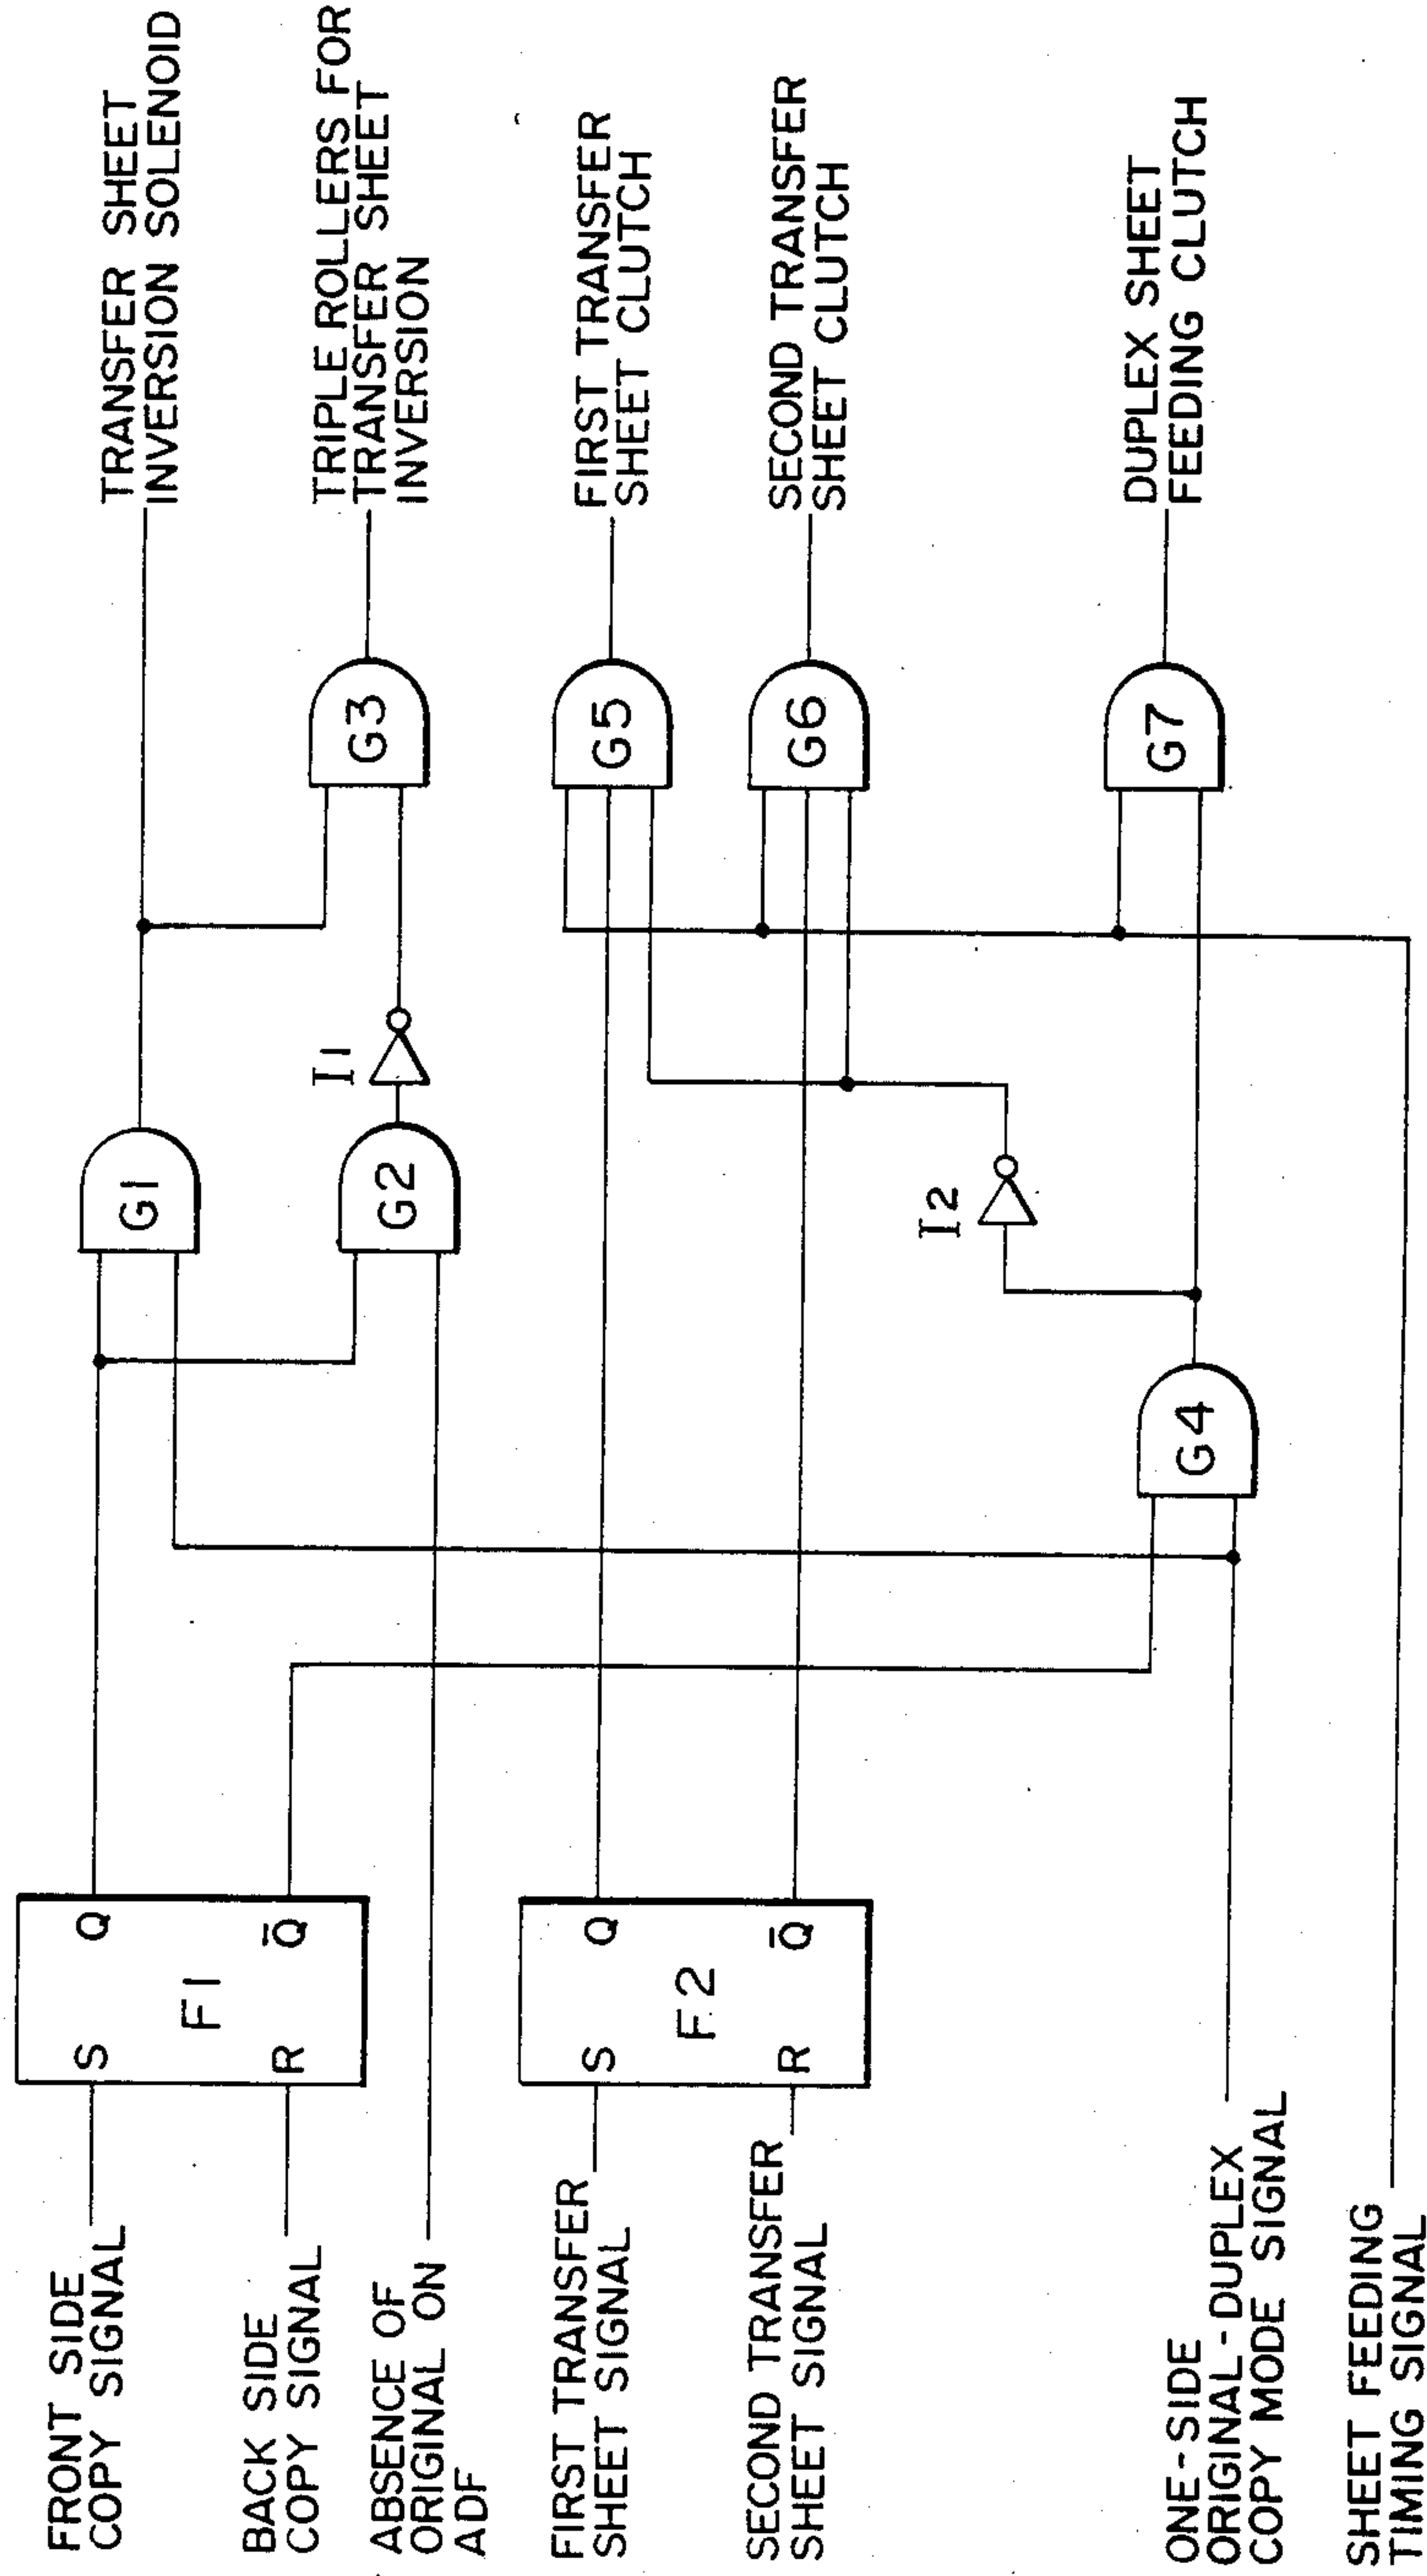 FRONT SIDE
COPY SIGNAL
BACK SIDE
COPY SIGNAL
ABSENCE OF
ORIGINAL ON
ADF
FIRST TRANSFER
SHEET SIGNAL
SECOND TRANSFER
SHEET SIGNAL
ONE-SIDE
ORIGINAL-DUPLEX
COPY MODE SIGNAL
SHEET FEEDING
TIMING SIGNAL
S
Q
F1
R
Q̄
S
Q
F2
R
Q̄
G1
G2
I1
G3
G4
I2
G5
G6
G7
TRANSFER SHEET
INVERSION SOLENOID
TRIPLE ROLLERS FOR
TRANSFER SHEET
INVERSION
FIRST TRANSFER
SHEET CLUTCH
SECOND TRANSFER
SHEET CLUTCH
DUPLEX SHEET
FEEDING CLUTCH